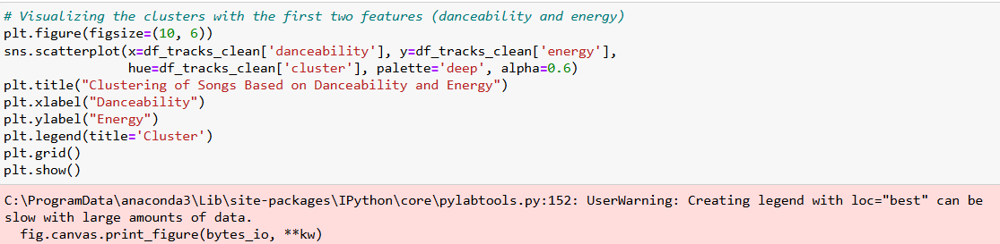 # Visualizing the clusters with the first two features (danceability and energy)
plt.figure(figsize=(10, 6))
sns.scatterplot(x=df_tracks_clean['danceability'], y=df_tracks_clean['energy'],
                hue=df_tracks_clean['cluster'], palette='deep', alpha=0.6)
plt.title("Clustering of Songs Based on Danceability and Energy")
plt.xlabel("Danceability")
plt.ylabel("Energy")
plt.legend(title='Cluster')
plt.grid()
plt.show()
C:\ProgramData\anaconda3\Lib\site-packages\IPython\core\pylabtools.py:152: UserWarning: Creating legend with loc="best" can be
slow with large amounts of data.
  fig.canvas.print_figure(bytes_io, **kw)